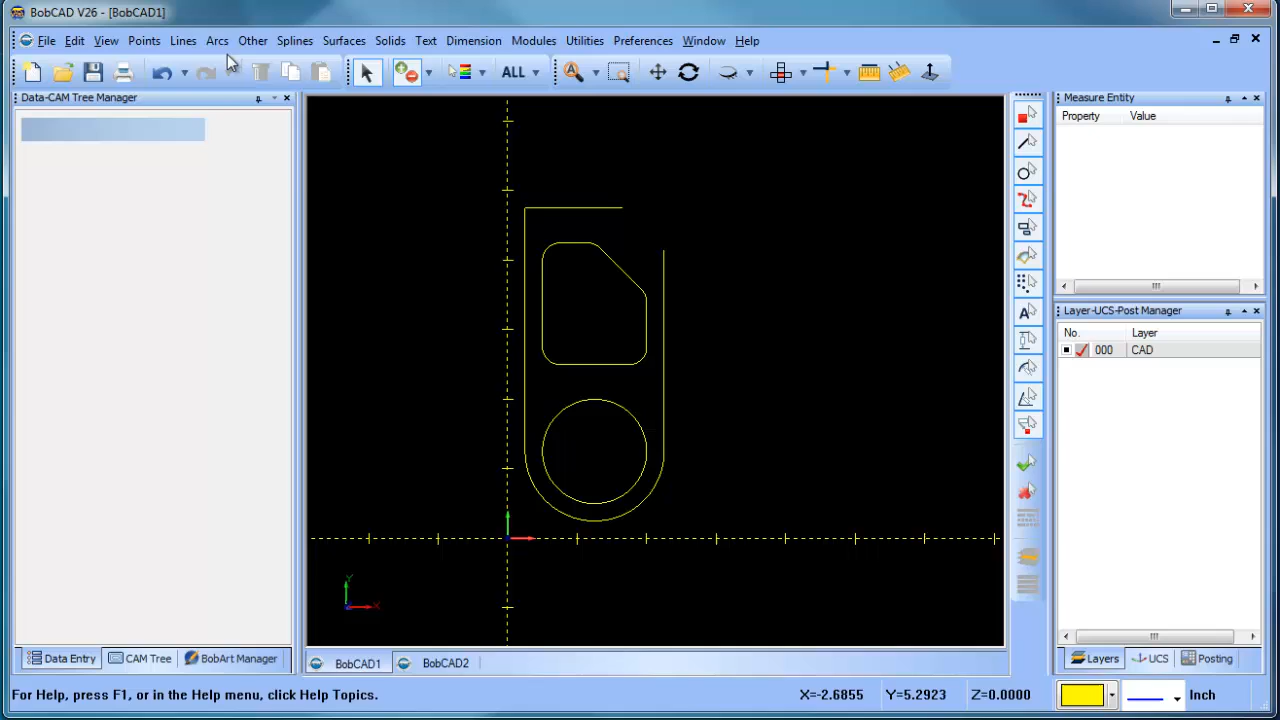 BobCAD V26 - [BobCAD1]
File Edit View Points Lines Arcs Other Splines Surfaces Solids Text Dimension Modules Utilities Preferences Window Help
ALL
Data-CAM Tree Manager
Measure Entity
Property Value
Layer-UCS-Post Manager
No. Layer
000 CAD
Y
X
Data Entry CAM Tree BobArt Manager
BobCAD1 BobCAD2
Layers UCS Posting
For Help, press F1, or in the Help menu, click Help Topics.
X=-2.6855 Y=5.2923 Z=0.0000 Inch